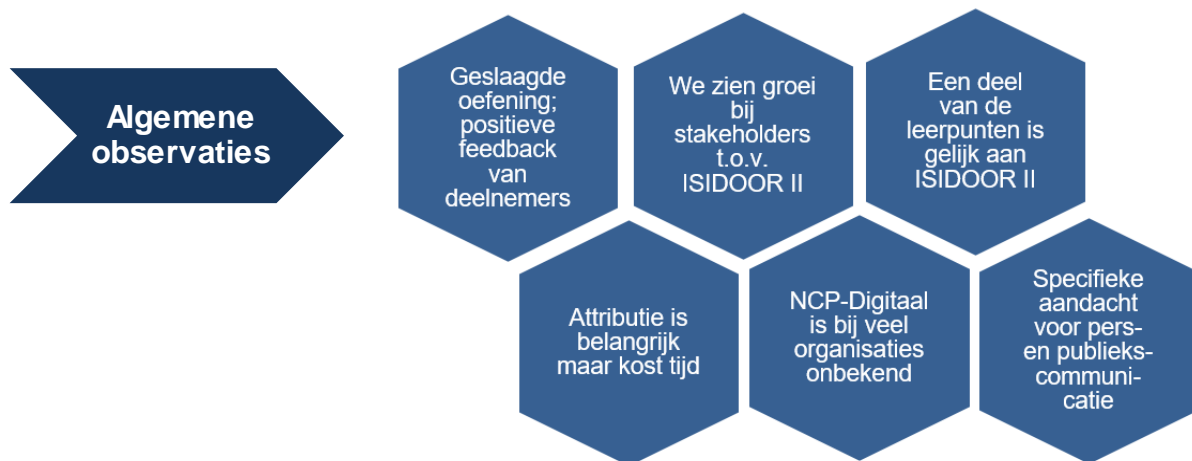 Algemene
observaties
Geslaagde
oefening;
positieve
feedback
van
deelnemers
We zien groei
bij
stakeholders
t.o.v.
ISIDOOR II
Een deel
van de
leerpunten is
gelijk aan
ISIDOOR II
Attributie is
belangrijk
maar kost tijd
NCP-Digitaal
is bij veel
organisaties
onbekend
Specifieke
aandacht
voor pers-
en publieks-
communi-
catie